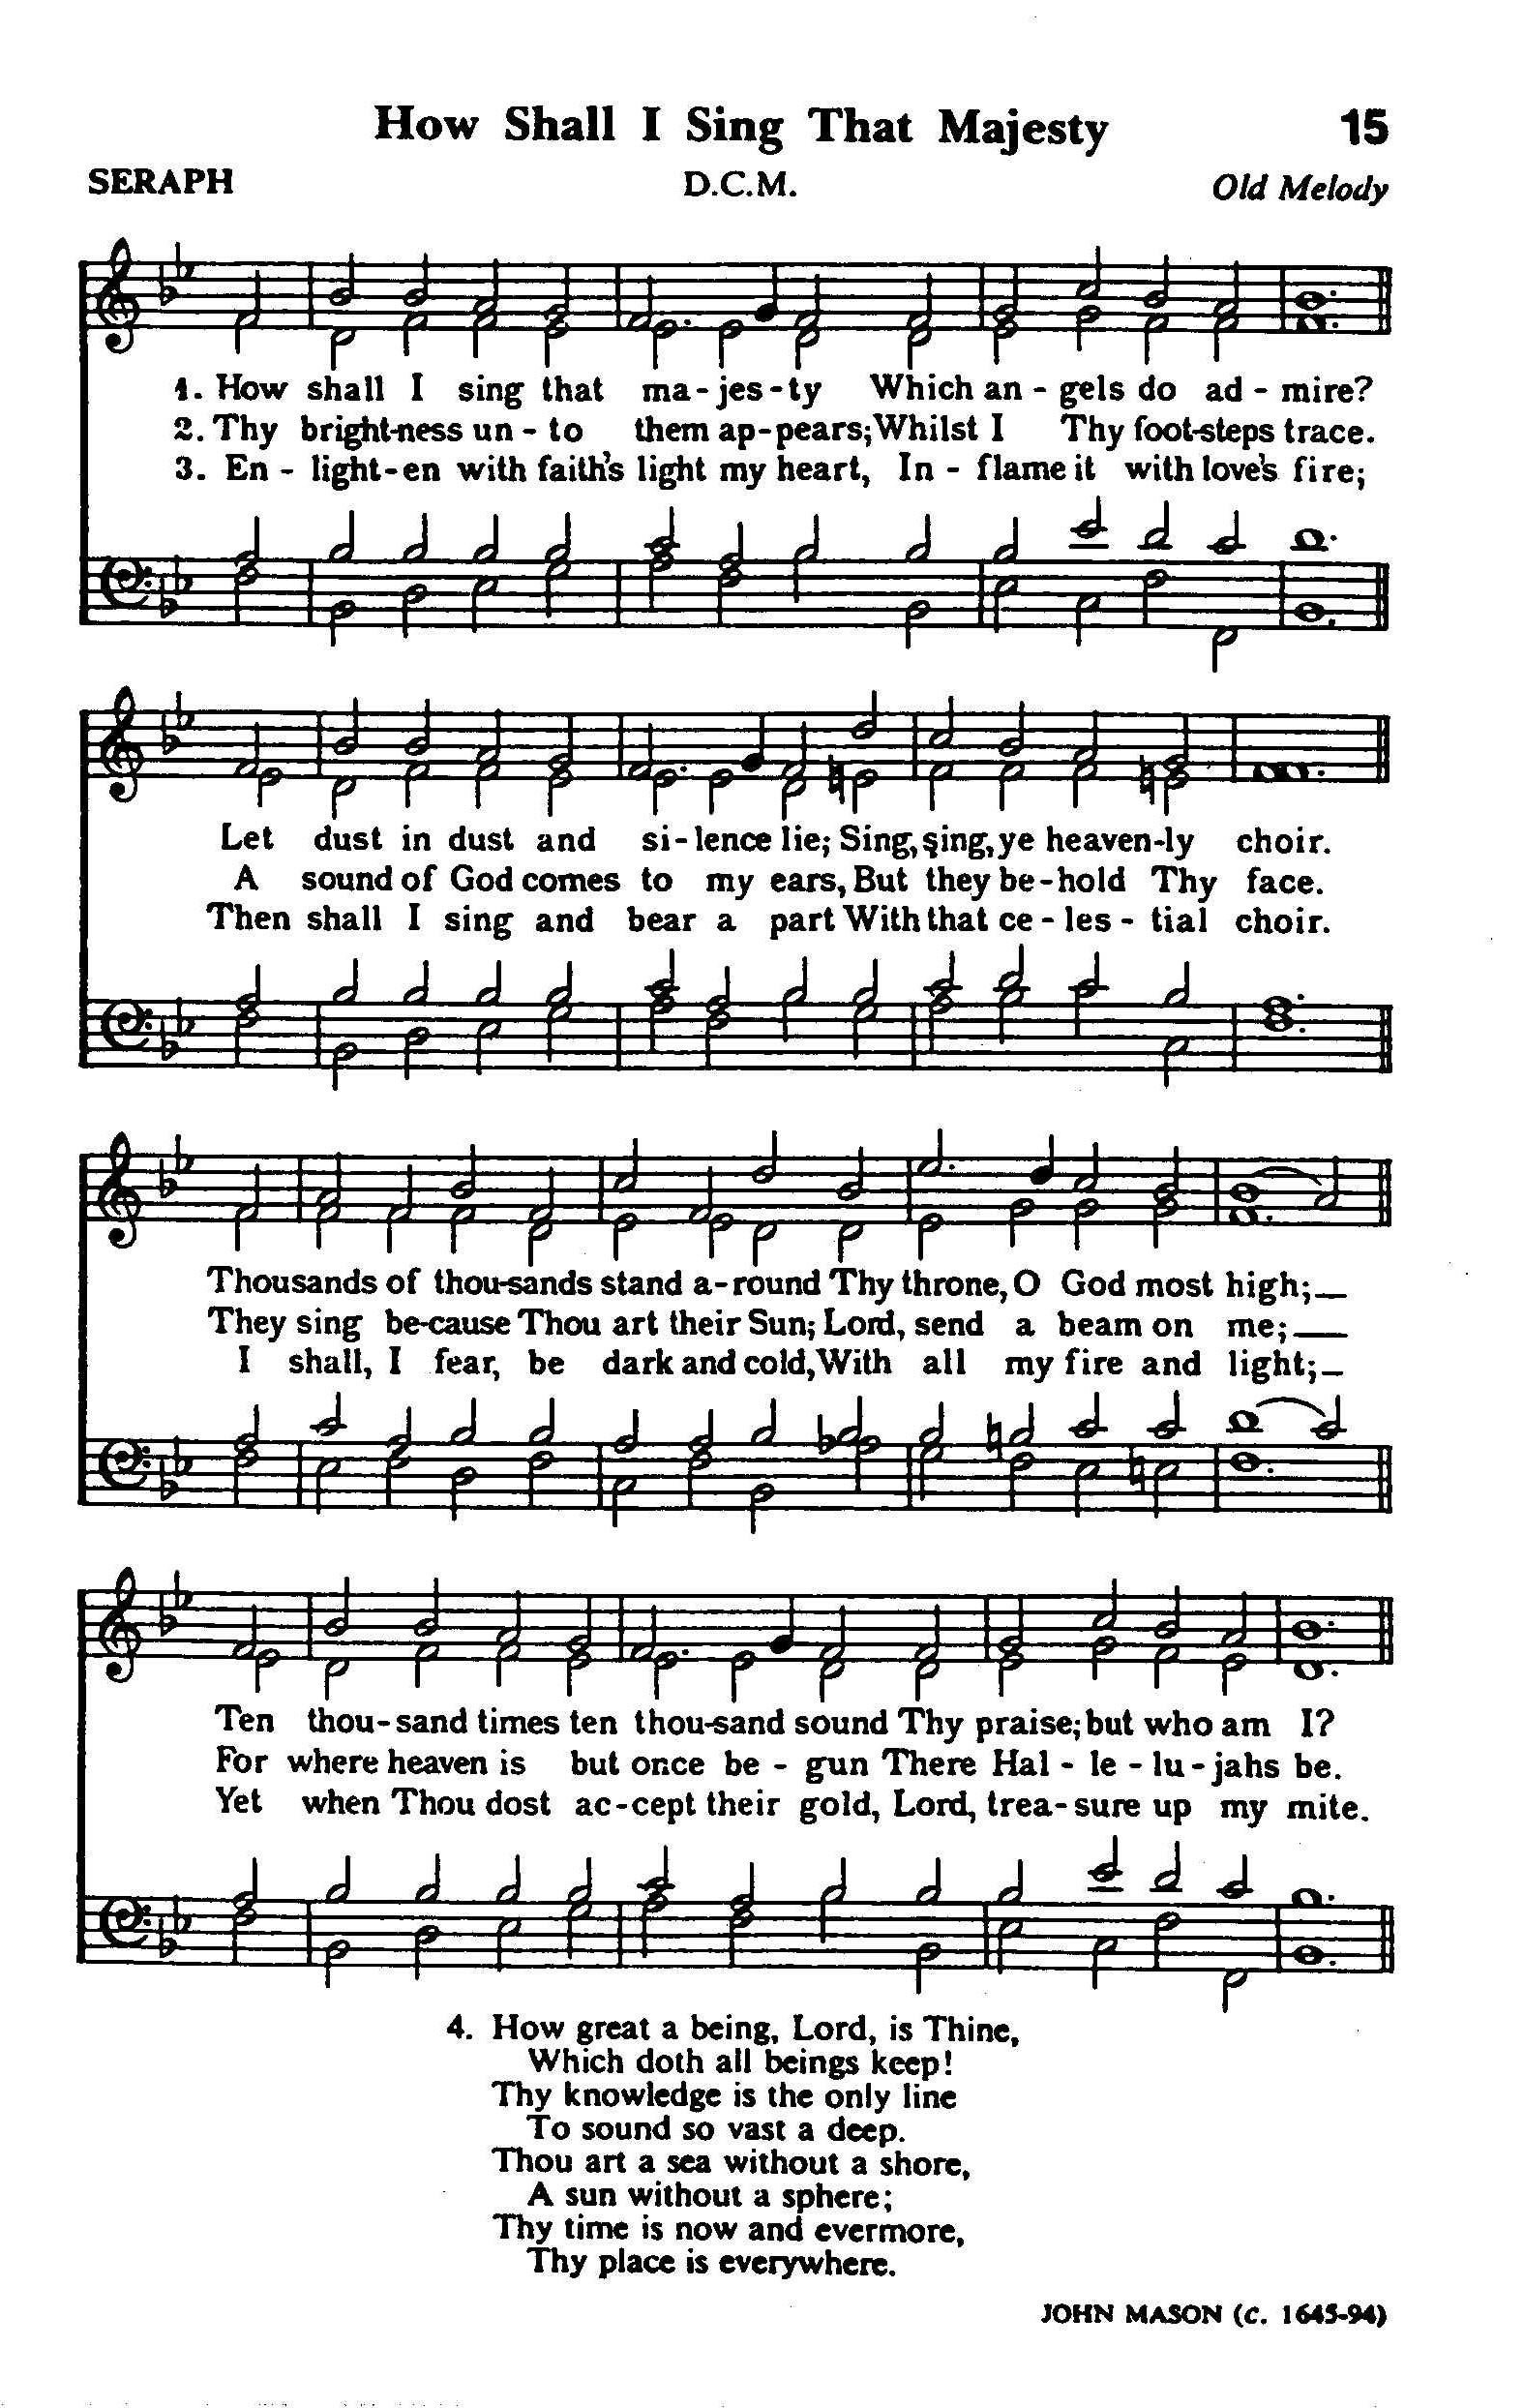 How Shall I Sing That Majesty 15
SERAPH D.C.M. Old Melody
1. How shall I sing that ma-jes-ty Which an-gels do ad-mire?
2. Thy bright-ness un-to them ap-pears; Whilst I Thy foot-steps trace.
3. En-light-en with faith's light my heart, In-flame it with love's fire;
Let dust in dust and si-lence lie; Sing, sing, ye heaven-ly choir.
A sound of God comes to my ears, But they be-hold Thy face.
Then shall I sing and bear a part With that ce-les-tial choir.
Thousands of thou-sands stand a-round Thy throne, O God most high;
They sing be-cause Thou art their Sun; Lord, send a beam on me;
I shall, I fear, be dark and cold, With all my fire and light;
Ten thou-sand times ten thou-sand sound Thy praise; but who am I?
For where heaven is but once be-gun There Hal-le-lu-jahs be.
Yet when Thou dost ac-cept their gold, Lord, trea-sure up my mite.
4. How great a being, Lord, is Thine,
Which doth all beings keep!
Thy knowledge is the only line
To sound so vast a deep.
Thou art a sea without a shore,
A sun without a sphere;
Thy time is now and evermore,
Thy place is everywhere.
JOHN MASON (c. 1645-94)